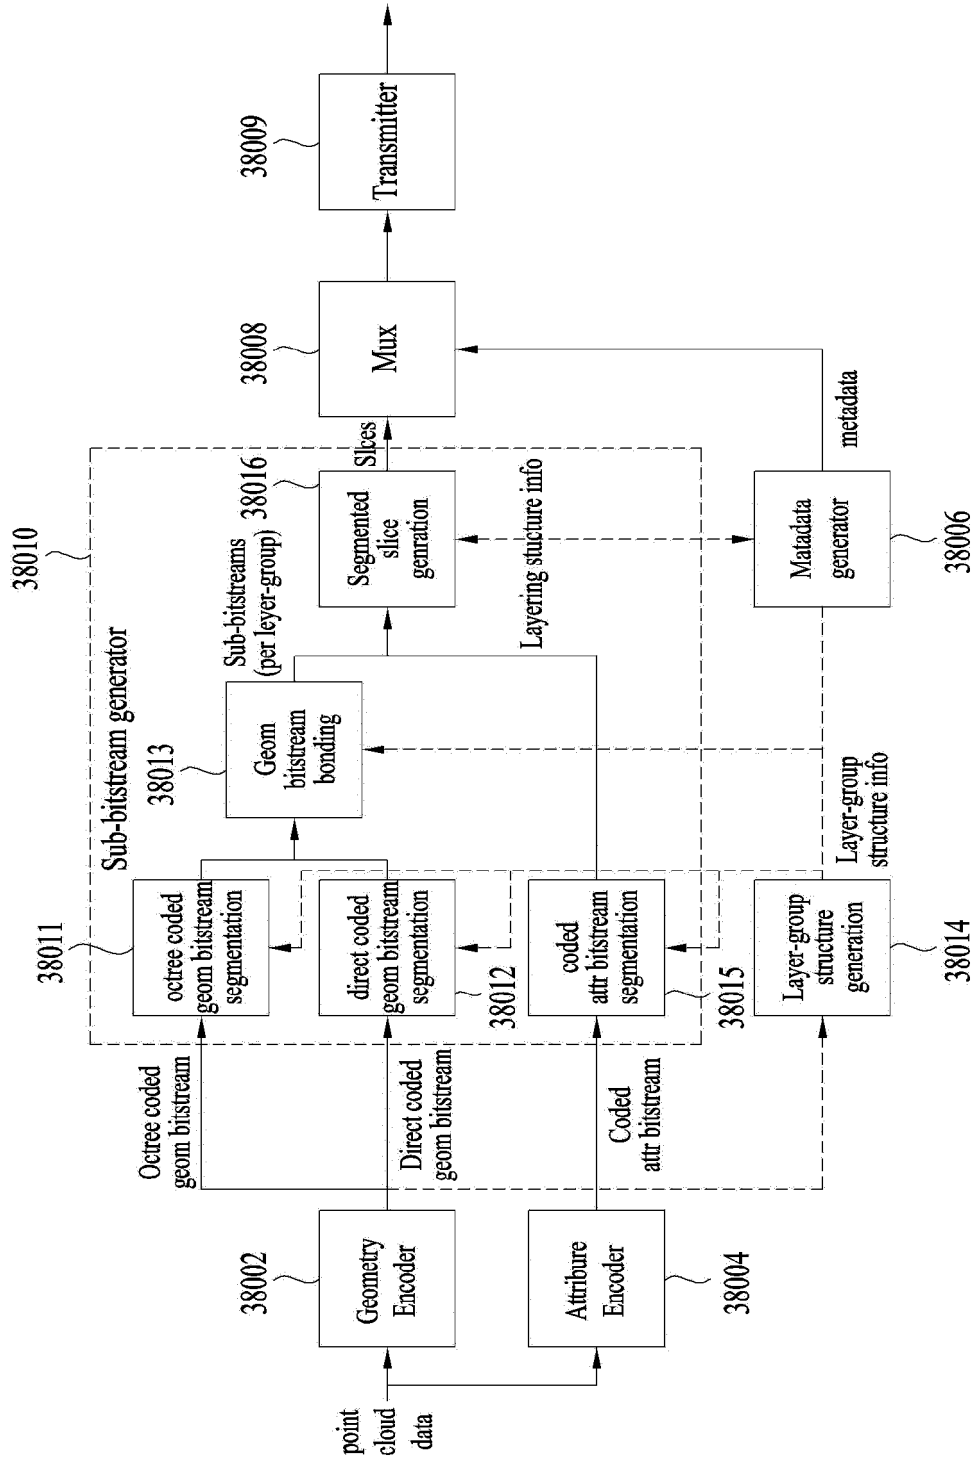 point
cloud
data
38002
Geometry
Encoder
Attribure
Encoder
38004
Octree coded
geom bitstream
Direct coded
geom bitstream
Coded
attr bitstream
38010
Sub-bitstream generator
38011
octree coded
geom bitstream
segmentation
direct coded
geom bitstream
segmentation
38012
coded
attr bitstream
segmentation
38015
Layer-group
structure
generation
38014
Layer-group
structure info
38013
Geom
bitstream
bonding
Sub-bitstreams
(per leyer-group)
38016
Segmented
slice
genration
Slces
Layering stucture info
Matadata
generator
38006
metadata
38008
Mux
38009
Transmitter